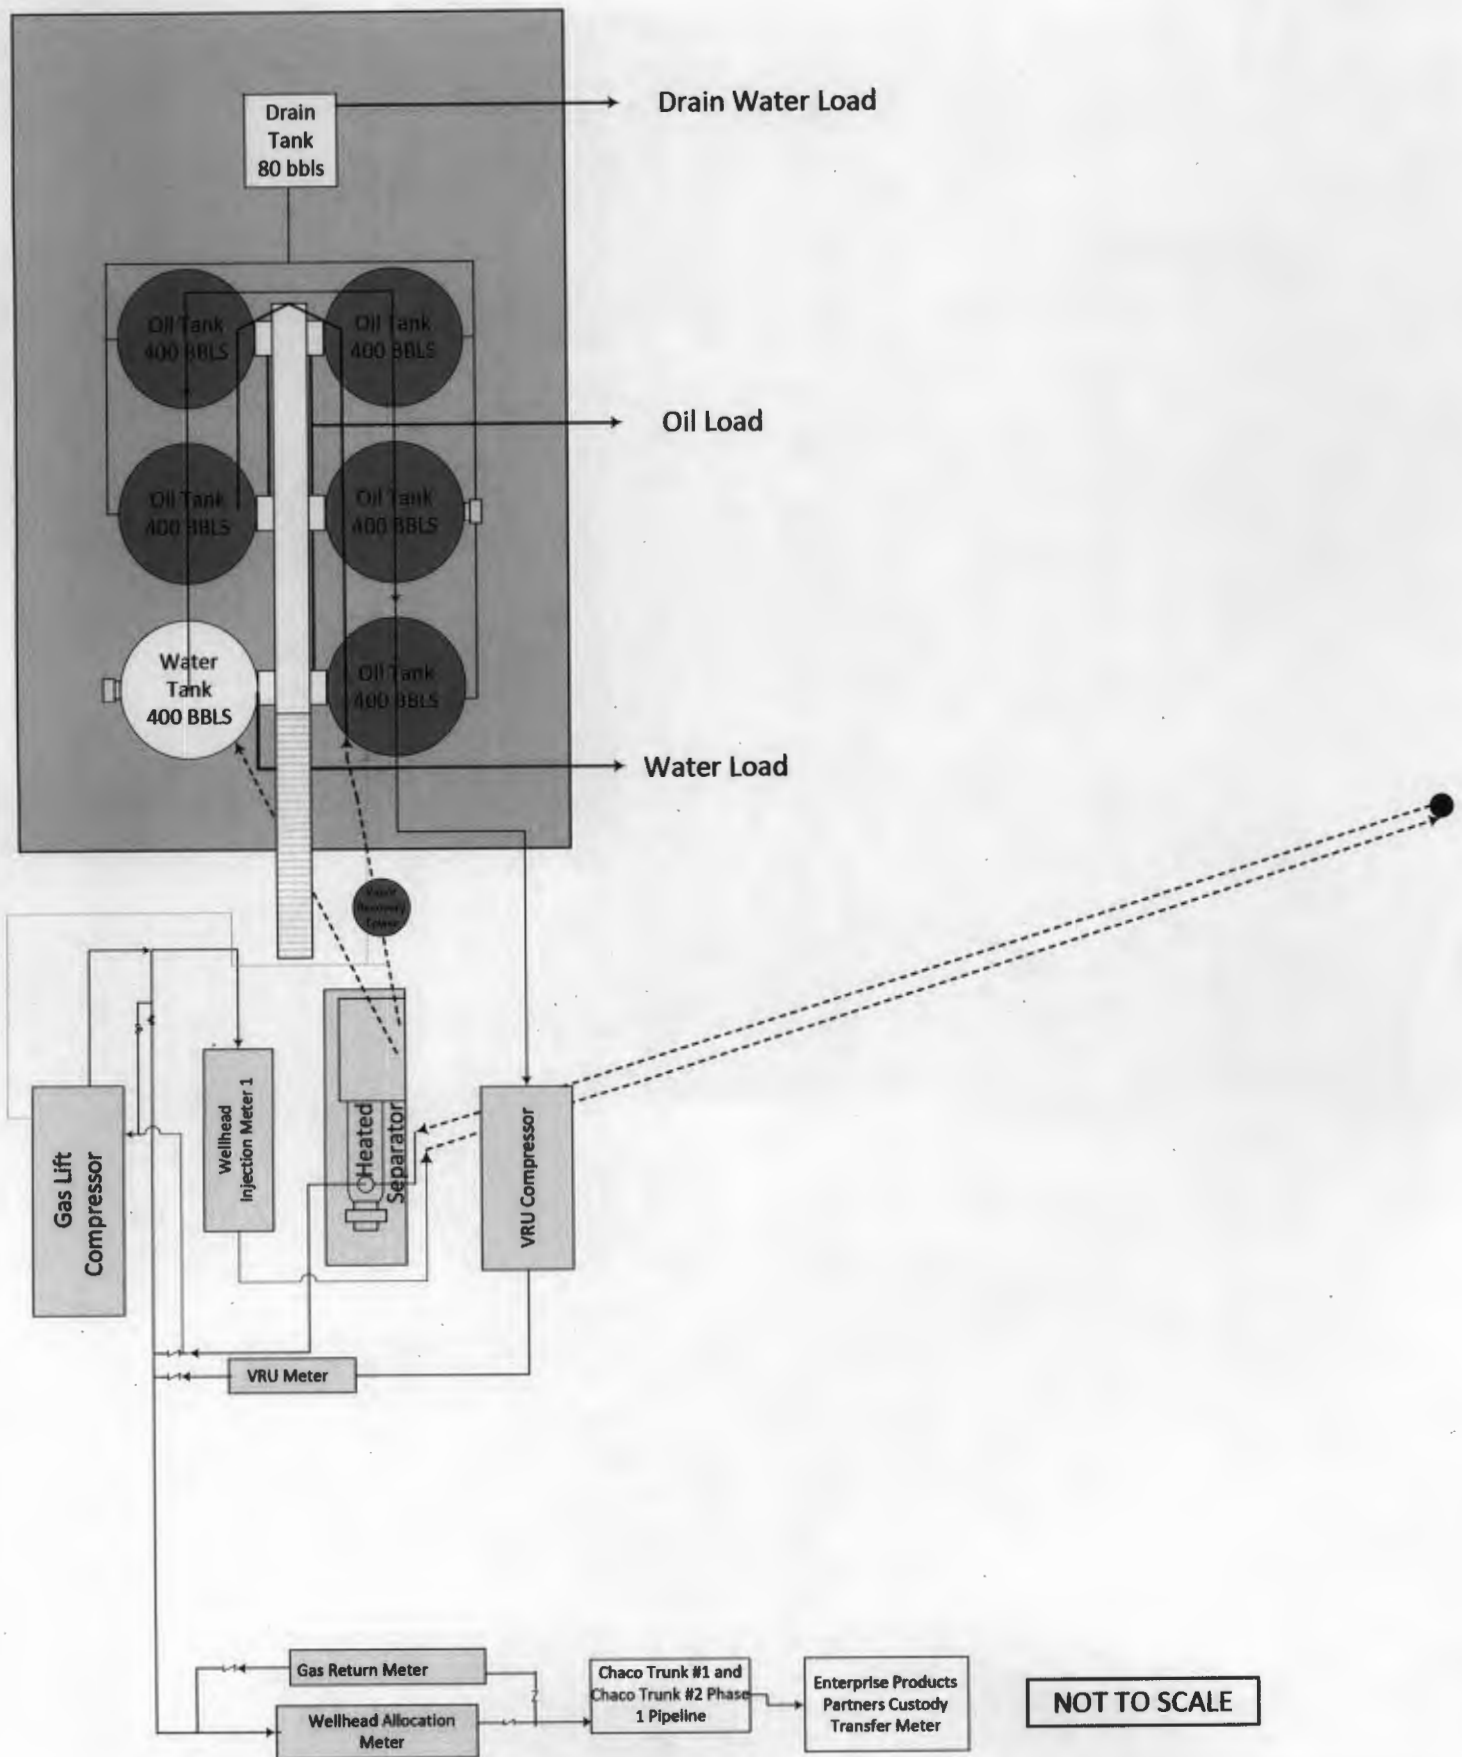 Drain
Tank
80 bbls
Drain Water Load
Oil Tank
400 BBLS
Oil Tank
400 BBLS
Oil Load
Oil Tank
400 BBLS
Oil Tank
400 BBLS
Water
Tank
400 BBLS
Oil Tank
400 BBLS
Water Load
Vapor
Recovery
Tower
Gas Lift
Compressor
Wellhead
Injection Meter 1
Heated
Separator
VRU Compressor
VRU Meter
Gas Return Meter
Wellhead Allocation
Meter
Chaco Trunk #1 and
Chaco Trunk #2 Phase
1 Pipeline
Enterprise Products
Partners Custody
Transfer Meter
NOT TO SCALE